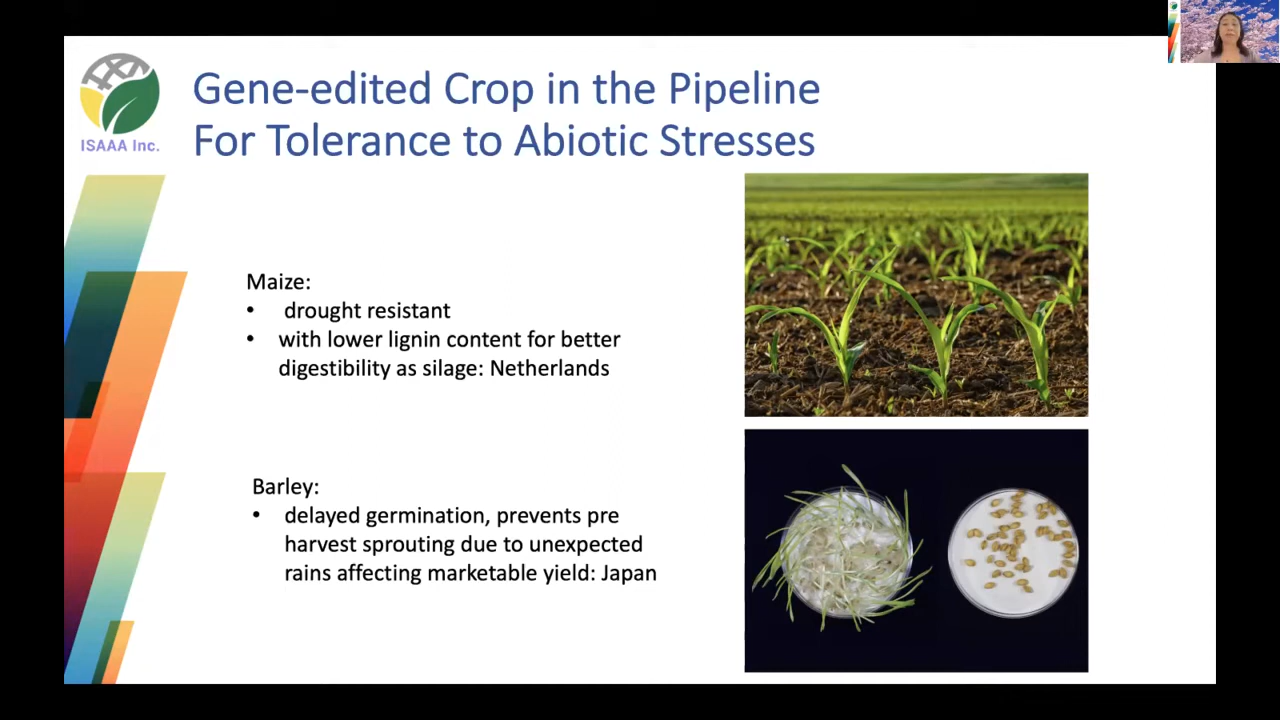 ISAAA Inc.
Gene-edited Crop in the Pipeline
For Tolerance to Abiotic Stresses
Maize:
• drought resistant
• with lower lignin content for better
digestibility as silage: Netherlands
Barley:
• delayed germination, prevents pre
harvest sprouting due to unexpected
rains affecting marketable yield: Japan